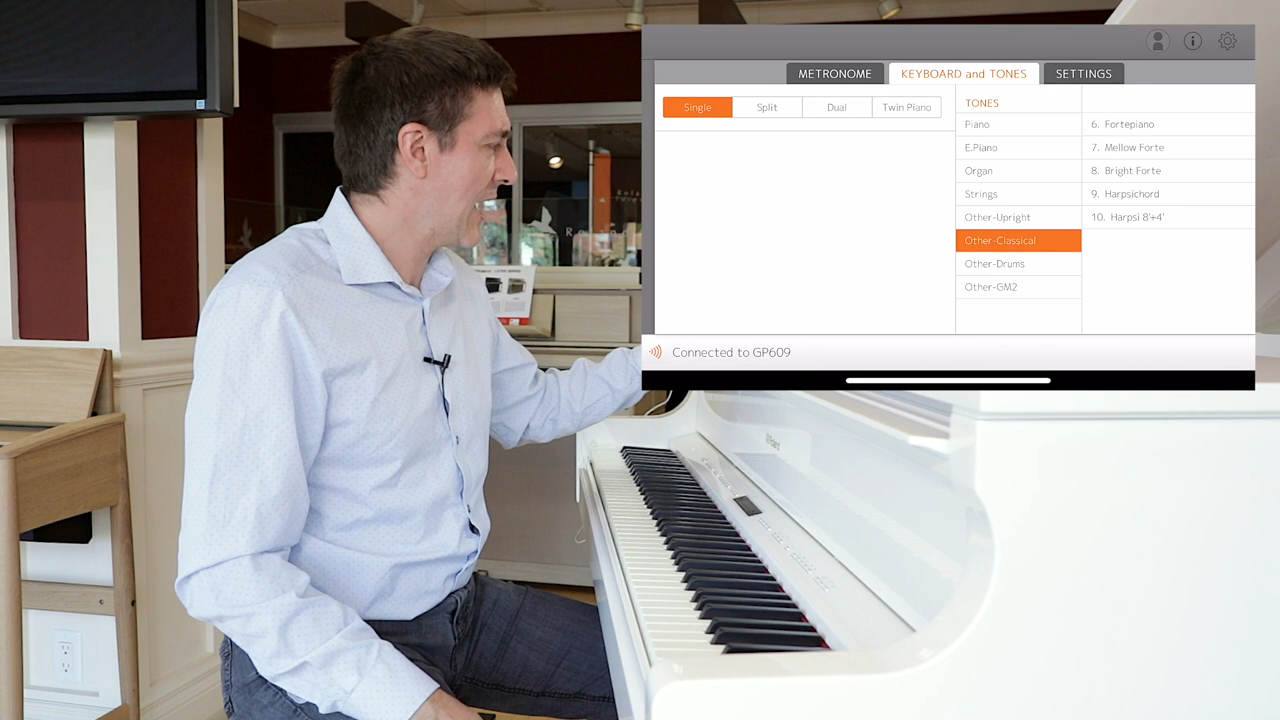 METRONOME
KEYBOARD and TONES
SETTINGS
Single
Split
Dual
Twin Piano
TONES
Piano
E.Piano
Organ
Strings
Other-Upright
Other-Classical
Other-Drums
Other-GM2
6. Fortepiano
7. Mellow Forte
8. Bright Forte
9. Harpsichord
10. Harpsi 8'+4'
Connected to GP609